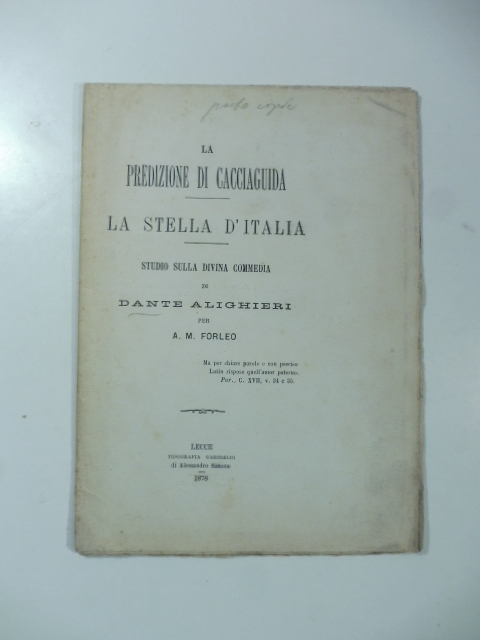 LA
PREDIZIONE DI CACCIAGUIDA
LA STELLA D'ITALIA
STUDIO SULLA DIVINA COMMEDIA
DI
DANTE ALIGHIERI
PER
A. M. FORLEO
Ma per chiare parole e con preciso
Latin rispose quell'amor paterno.
Par., C. XVII, v. 34 e 35.
LECCE
TIPOGRAFIA GARIBALDI
di Alessandro Simone
1878